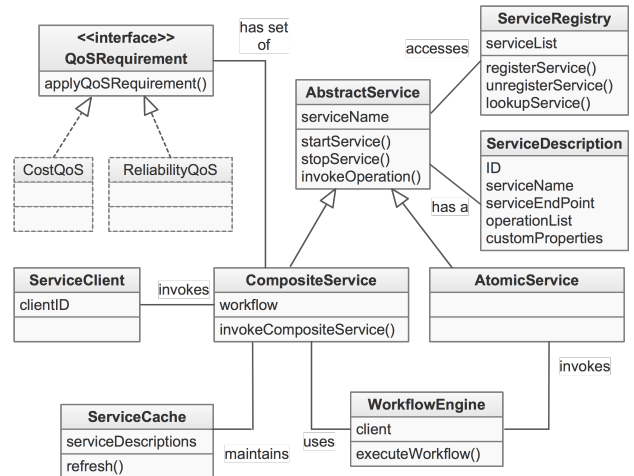 <<interface>>
QoSRequirement
applyQoSRequirement()
has set
of
CostQoS
ReliabilityQoS
AbstractService
serviceName
startService()
stopService()
invokeOperation()
accesses
ServiceRegistry
serviceList
registerService()
unregisterService()
lookupService()
has a
ServiceDescription
ID
serviceName
serviceEndPoint
operationList
customProperties
ServiceClient
clientID
invokes
CompositeService
workflow
invokeCompositeService()
AtomicService
invokes
ServiceCache
serviceDescriptions
refresh()
maintains
uses
WorkflowEngine
client
executeWorkflow()